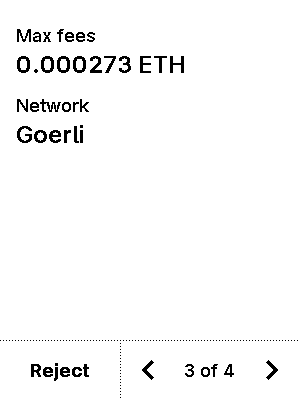 Max fees
0.000273 ETH
Network
Goerli
Reject
3 of 4